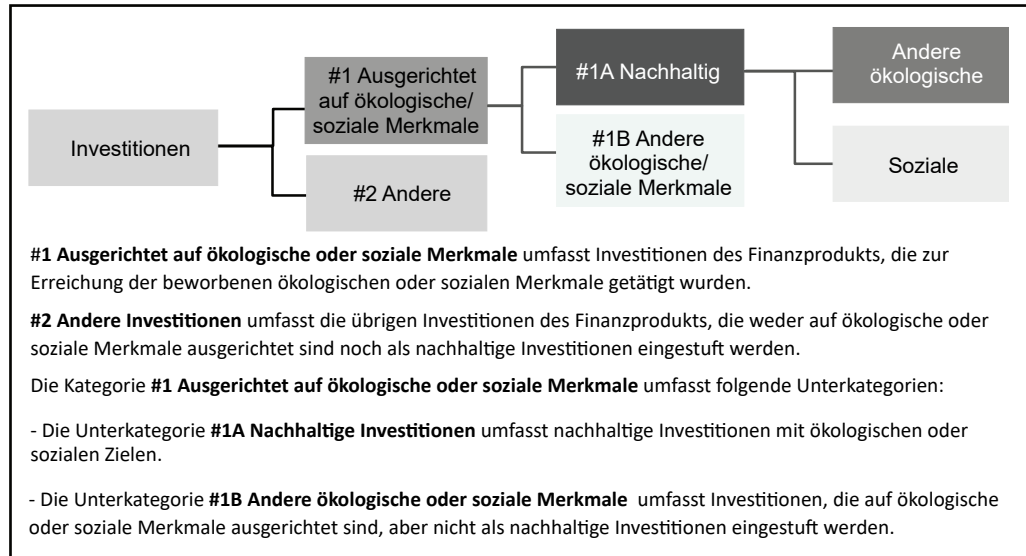 Investitionen
#1 Ausgerichtet
auf ökologische/
soziale Merkmale
#2 Andere
#1A Nachhaltig
#1B Andere
ökologische/
soziale Merkmale
Andere
ökologische
Soziale
#1 Ausgerichtet auf ökologische oder soziale Merkmale umfasst Investitionen des Finanzprodukts, die zur
Erreichung der beworbenen ökologischen oder sozialen Merkmale getätigt wurden.
#2 Andere Investitionen umfasst die übrigen Investitionen des Finanzprodukts, die weder auf ökologische oder
soziale Merkmale ausgerichtet sind noch als nachhaltige Investitionen eingestuft werden.
Die Kategorie #1 Ausgerichtet auf ökologische oder soziale Merkmale umfasst folgende Unterkategorien:
- Die Unterkategorie #1A Nachhaltige Investitionen umfasst nachhaltige Investitionen mit ökologischen oder
sozialen Zielen.
- Die Unterkategorie #1B Andere ökologische oder soziale Merkmale umfasst Investitionen, die auf ökologische
oder soziale Merkmale ausgerichtet sind, aber nicht als nachhaltige Investitionen eingestuft werden.